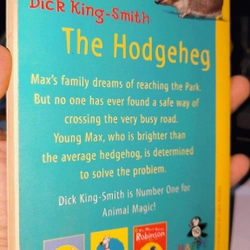 Dick King-Smith
The Hodgeheg
Max's family dreams of reaching the Park.
But no one has ever found a safe way of
crossing the very busy road.
Young Max, who is brighter than
the average hedgehog, is determined
to solve the problem.
Dick King-Smith is Number One for
Animal Magic!
Robinson